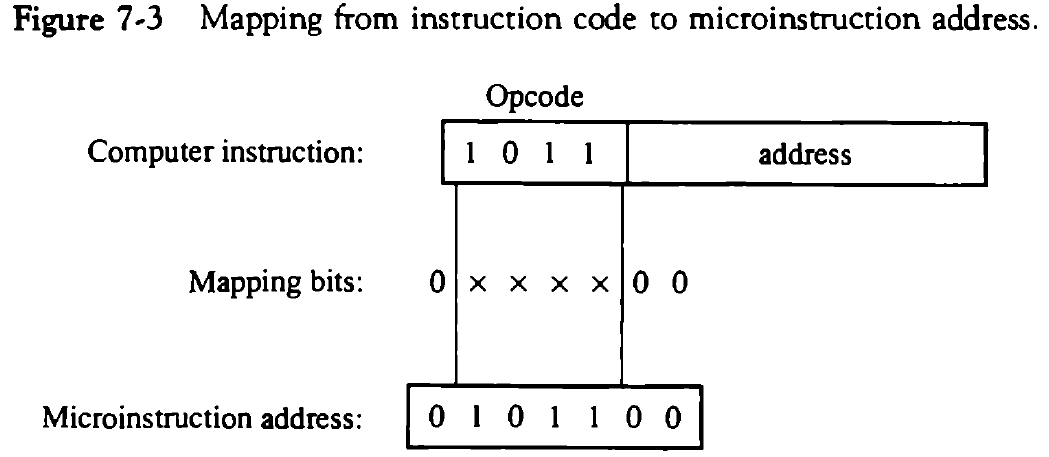 Figure 7-3 Mapping from instruction code to microinstruction address.
Opcode
Computer instruction: 1 0 1 1 address
Mapping bits: 0 × × × × 0 0
Microinstruction address: 0 1 0 1 1 0 0